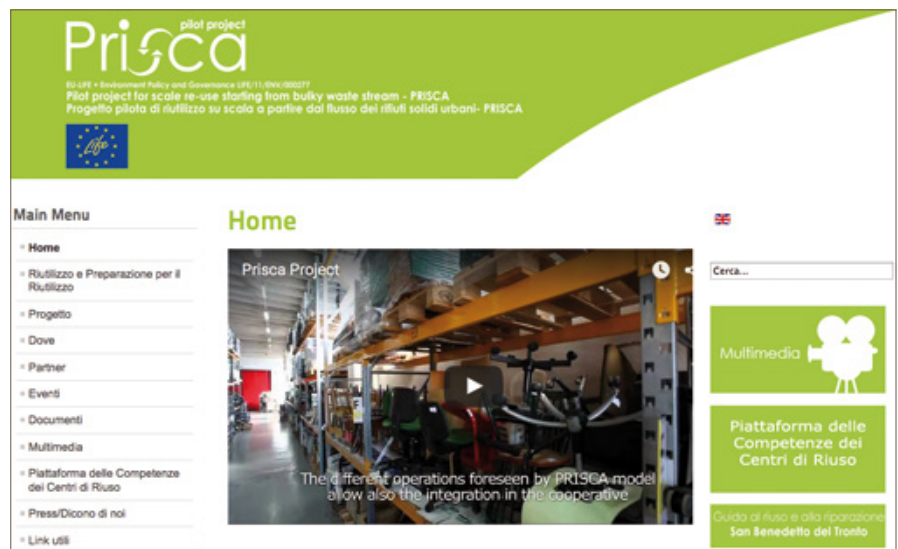 pilot project
Prisca
EU-LIFE + Environment Policy and Governance LIFE/11/ENV/000277
Pilot project for scale re-use starting from bulky waste stream - PRISCA
Progetto pilota di riutilizzo su scala a partire dal flusso dei rifiuti solidi urbani- PRISCA
Life
Main Menu
Home
Riutilizzo e Preparazione per il
Riutilizzo
Progetto
Dove
Partner
Eventi
Documenti
Multimedia
Piattaforma delle Competenze
dei Centri di Riuso
Press/Dicono di noi
Link utili
Home
Prisca Project
The different operations foreseen by PRISCA model
allow also the integration in the cooperative
Cerca...
Multimedia
Piattaforma delle
Competenze dei
Centri di Riuso
Guida al riuso e alla riparazione
San Benedetto del Tronto